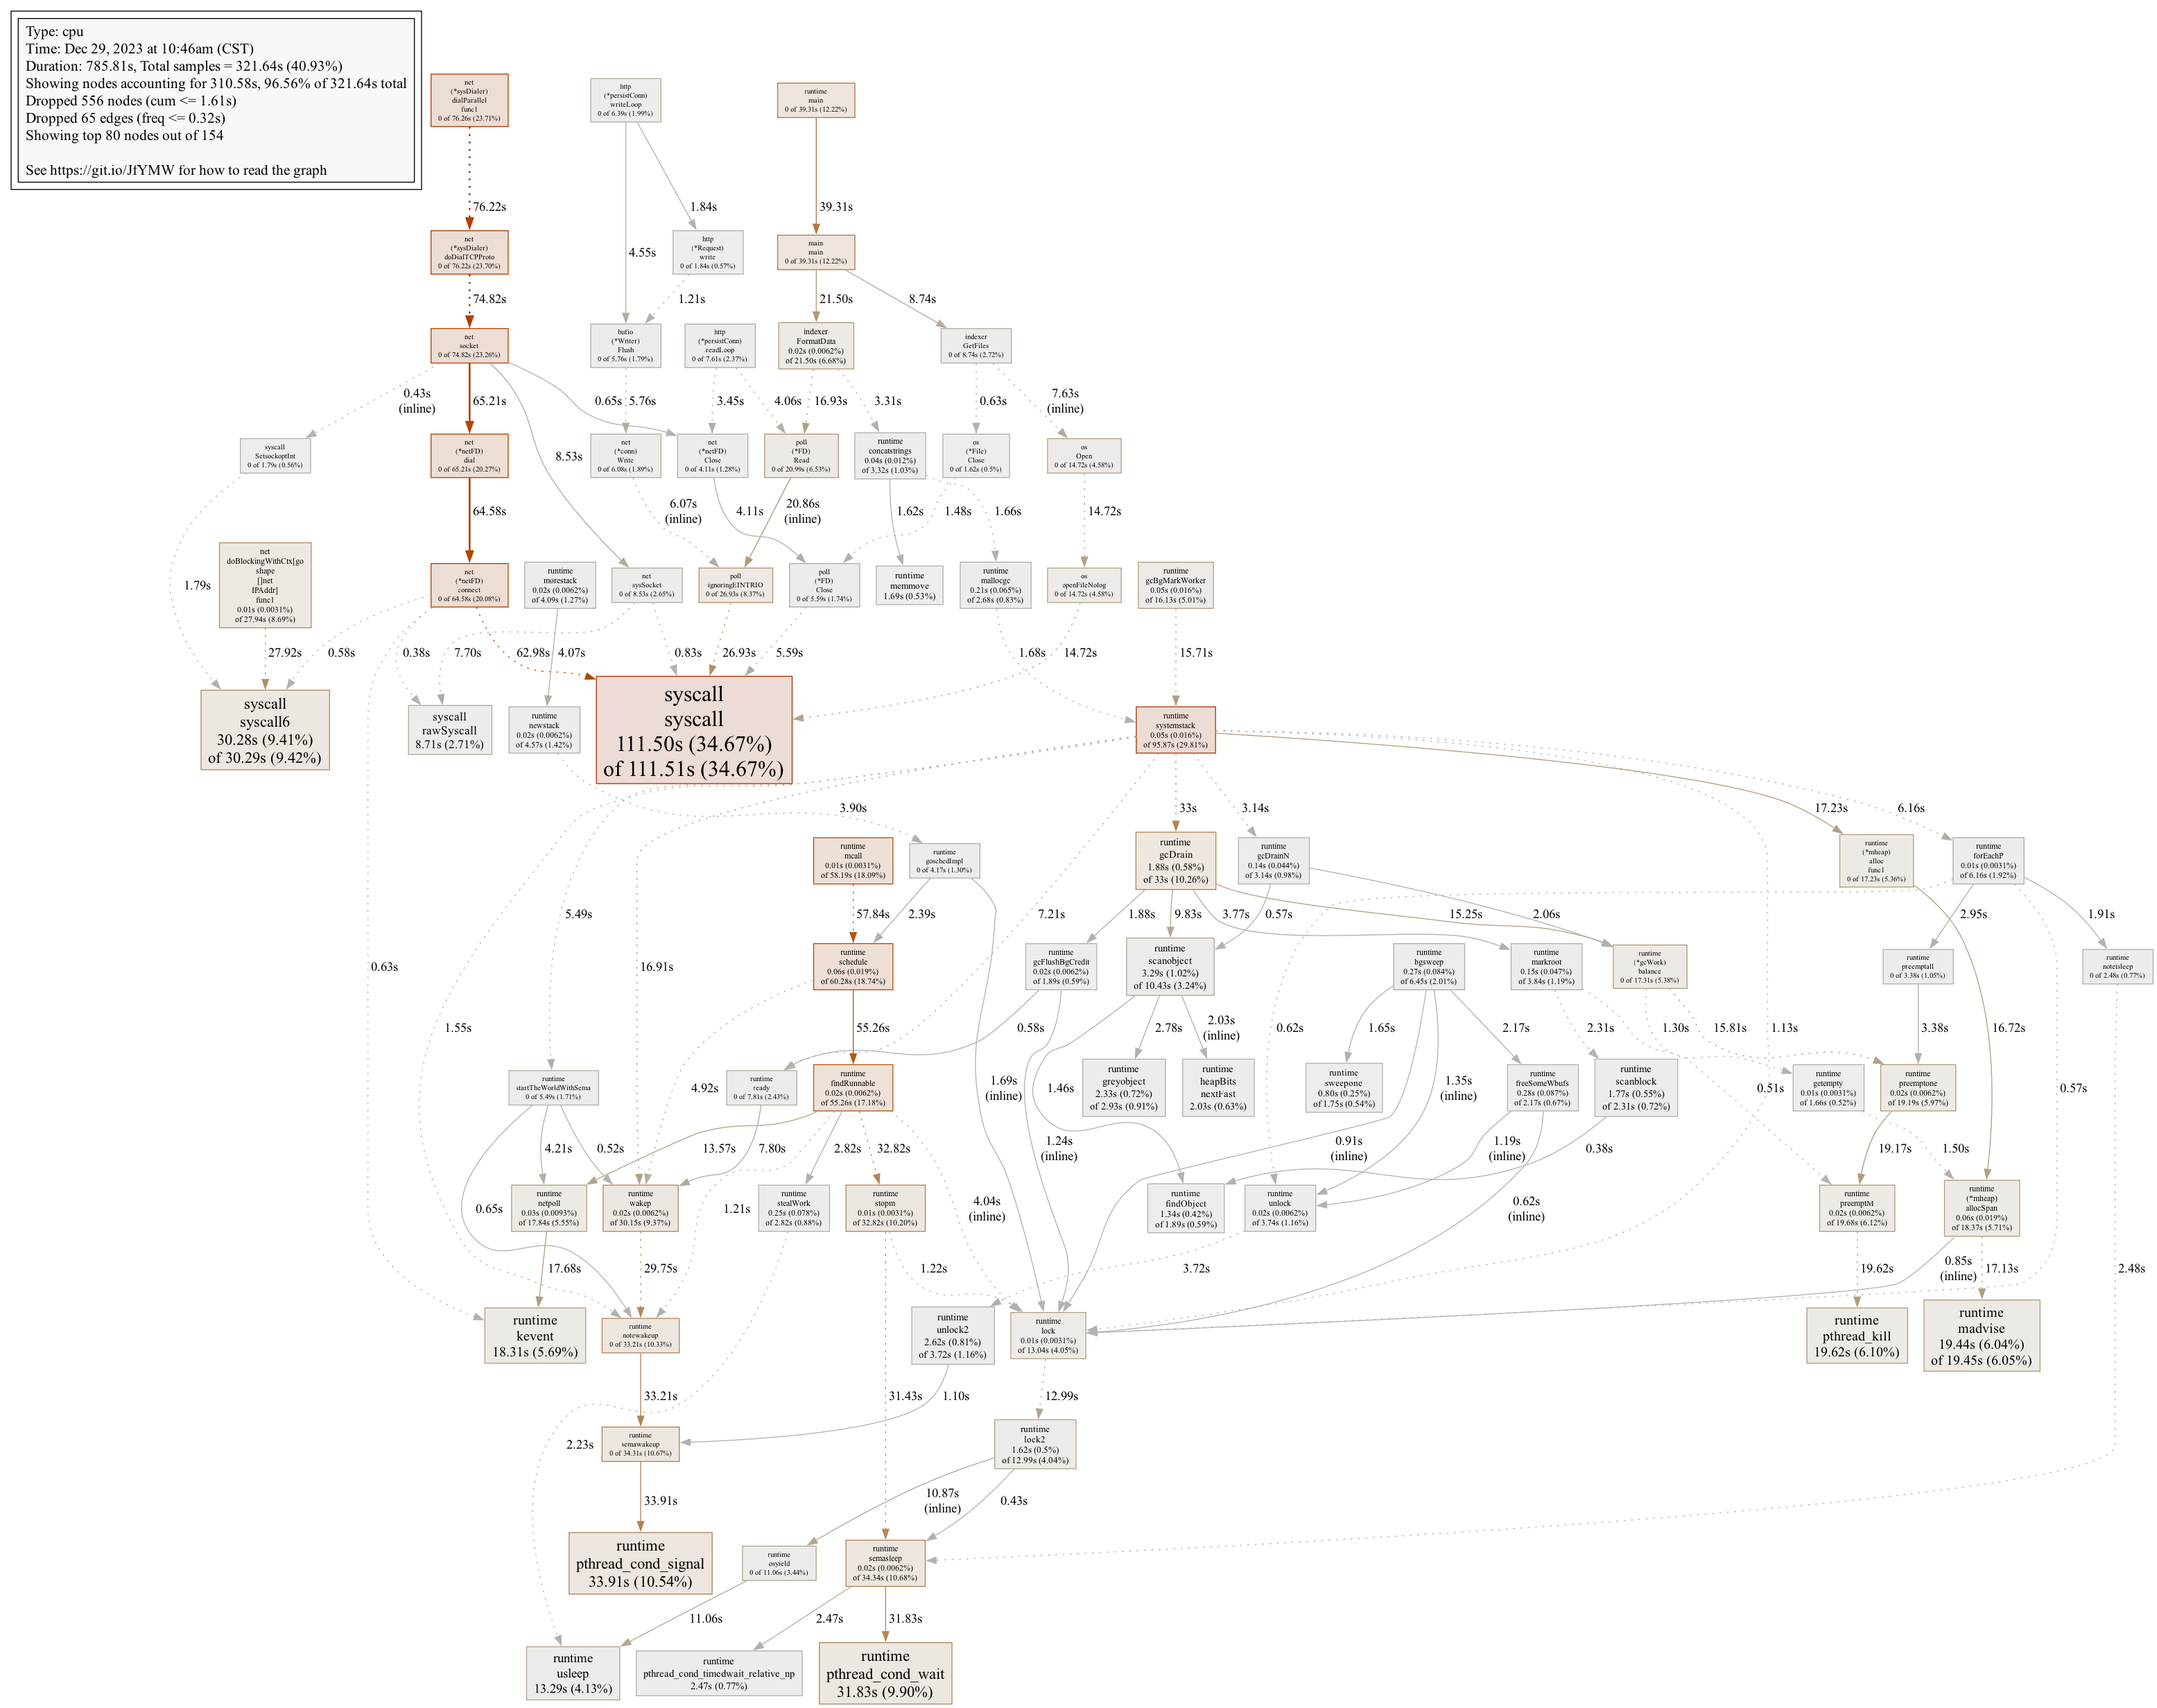 Type: cpu
Time: Dec 29, 2023 at 10:46am (CST)
Duration: 785.81s, Total samples = 321.64s (40.93%)
Showing nodes accounting for 310.58s, 96.56% of 321.64s total
Dropped 556 nodes (cum <= 1.61s)
Dropped 65 edges (freq <= 0.32s)
Showing top 80 nodes out of 154
See https://git.io/JfYMW for how to read the graph
net
(*sysDialer)
dialParallel
func1
0 of 76.26s (23.71%)
http
(*persistConn)
writeLoop
0 of 6.39s (1.99%)
runtime
main
0 of 39.31s (12.22%)
76.22s
1.84s
39.31s
4.55s
net
(*sysDialer)
doDialTCPProto
0 of 76.22s (23.70%)
http
(*Request)
write
0 of 1.84s (0.57%)
main
main
0 of 39.31s (12.22%)
74.82s
1.21s
21.50s
8.74s
net
socket
0 of 74.82s (23.26%)
bufio
(*Writer)
Flush
0 of 5.76s (1.79%)
http
(*persistConn)
readLoop
0 of 7.61s (2.37%)
indexer
FormatData
0.02s (0.0062%)
of 21.50s (6.68%)
indexer
GetFiles
0 of 8.74s (2.72%)
0.43s
(inline)
65.21s
0.65s
5.76s
3.45s
4.06s
16.93s
3.31s
0.63s
7.63s
(inline)
8.53s
syscall
SetsockoptInt
0 of 1.79s (0.56%)
net
(*netFD)
dial
0 of 65.21s (20.27%)
net
(*conn)
Write
0 of 6.08s (1.89%)
net
(*netFD)
Close
0 of 4.11s (1.28%)
poll
(*FD)
Read
0 of 20.99s (6.53%)
runtime
concatstrings
0.04s (0.012%)
of 3.32s (1.03%)
os
(*File)
Close
0 of 1.62s (0.5%)
os
Open
0 of 14.72s (4.58%)
64.58s
6.07s
(inline)
4.11s
20.86s
(inline)
1.62s
1.48s
1.66s
14.72s
1.79s
net
doBlockingWithCtx[go
shape
[]net
IPAddr]
func1
0.01s (0.0031%)
of 27.94s (8.69%)
net
(*netFD)
connect
0 of 64.58s (20.08%)
runtime
morestack
0.02s (0.0062%)
of 4.09s (1.27%)
net
sysSocket
0 of 8.53s (2.65%)
poll
ignoringEINTRIO
0 of 26.93s (8.37%)
poll
(*FD)
Close
0 of 5.59s (1.74%)
runtime
memmove
1.69s (0.53%)
runtime
mallocgc
0.21s (0.065%)
of 2.68s (0.83%)
os
openFileNolog
0 of 14.72s (4.58%)
runtime
gcBgMarkWorker
0.05s (0.016%)
of 16.13s (5.01%)
27.92s
0.58s
0.38s
7.70s
62.98s
4.07s
0.83s
26.93s
5.59s
1.68s
14.72s
15.71s
syscall
syscall6
30.28s (9.41%)
of 30.29s (9.42%)
syscall
rawSyscall
8.71s (2.71%)
runtime
newstack
0.02s (0.0062%)
of 4.57s (1.42%)
syscall
syscall
111.50s (34.67%)
of 111.51s (34.67%)
runtime
systemstack
0.05s (0.016%)
of 95.87s (29.81%)
3.90s
33s
3.14s
17.23s
6.16s
runtime
mcall
0.01s (0.0031%)
of 58.19s (18.09%)
runtime
goschedImpl
0 of 4.17s (1.30%)
runtime
gcDrain
1.88s (0.58%)
of 33s (10.26%)
runtime
gcDrainN
0.14s (0.044%)
of 3.14s (0.98%)
runtime
(*mheap)
alloc
func1
0 of 17.23s (5.36%)
runtime
forEachP
0.01s (0.0031%)
of 6.16s (1.92%)
5.49s
57.84s
2.39s
7.21s
1.88s
9.83s
3.77s
0.57s
15.25s
2.06s
2.95s
1.91s
0.63s
16.91s
runtime
schedule
0.06s (0.019%)
of 60.28s (18.74%)
runtime
gcFlushBgCredit
0.02s (0.0062%)
of 1.89s (0.59%)
runtime
scanobject
3.29s (1.02%)
of 10.43s (3.24%)
runtime
bgsweep
0.27s (0.084%)
of 6.45s (2.01%)
runtime
markroot
0.15s (0.047%)
of 3.84s (1.19%)
runtime
(*gcWork)
balance
0 of 17.31s (5.38%)
runtime
preemptall
0 of 3.38s (1.05%)
runtime
notetsleep
0 of 2.48s (0.77%)
1.55s
55.26s
0.58s
2.78s
2.03s
(inline)
0.62s
1.65s
2.17s
2.31s
1.30s
15.81s
1.13s
3.38s
16.72s
4.92s
1.69s
(inline)
1.46s
1.35s
(inline)
0.51s
0.57s
runtime
startTheWorldWithSema
0 of 5.49s (1.71%)
runtime
ready
0 of 7.81s (2.43%)
runtime
findRunnable
0.02s (0.0062%)
of 55.26s (17.18%)
runtime
greyobject
2.33s (0.72%)
of 2.93s (0.91%)
runtime
heapBits
nextFast
2.03s (0.63%)
runtime
sweepone
0.80s (0.25%)
of 1.75s (0.54%)
runtime
freeSomeWbufs
0.28s (0.087%)
of 2.17s (0.67%)
runtime
scanblock
1.77s (0.55%)
of 2.31s (0.72%)
runtime
getempty
0.01s (0.0031%)
of 1.66s (0.52%)
runtime
preemptone
0.02s (0.0062%)
of 19.19s (5.97%)
4.21s
0.52s
13.57s
7.80s
2.82s
32.82s
1.24s
(inline)
0.91s
(inline)
1.19s
(inline)
0.38s
19.17s
1.50s
0.65s
1.21s
4.04s
(inline)
0.62s
(inline)
runtime
netpoll
0.03s (0.0093%)
of 17.84s (5.55%)
runtime
wakep
0.02s (0.0062%)
of 30.15s (9.37%)
runtime
stealWork
0.25s (0.078%)
of 2.82s (0.88%)
runtime
stopm
0.01s (0.0031%)
of 32.82s (10.20%)
runtime
findObject
1.34s (0.42%)
of 1.89s (0.59%)
runtime
unlock
0.02s (0.0062%)
of 3.74s (1.16%)
runtime
preemptM
0.02s (0.0062%)
of 19.68s (6.12%)
runtime
(*mheap)
allocSpan
0.06s (0.019%)
of 18.37s (5.71%)
17.68s
29.75s
1.22s
3.72s
19.62s
0.85s
(inline)
17.13s
2.48s
runtime
kevent
18.31s (5.69%)
runtime
notewakeup
0 of 33.21s (10.33%)
runtime
unlock2
2.62s (0.81%)
of 3.72s (1.16%)
runtime
lock
0.01s (0.0031%)
of 13.04s (4.05%)
runtime
pthread_kill
19.62s (6.10%)
runtime
madvise
19.44s (6.04%)
of 19.45s (6.05%)
33.21s
31.43s
1.10s
12.99s
2.23s
runtime
semawakeup
0 of 34.31s (10.67%)
runtime
lock2
1.62s (0.5%)
of 12.99s (4.04%)
33.91s
10.87s
(inline)
0.43s
runtime
pthread_cond_signal
33.91s (10.54%)
runtime
osyield
0 of 11.06s (3.44%)
runtime
semasleep
0.02s (0.0062%)
of 34.34s (10.68%)
11.06s
2.47s
31.83s
runtime
usleep
13.29s (4.13%)
runtime
pthread_cond_timedwait_relative_np
2.47s (0.77%)
runtime
pthread_cond_wait
31.83s (9.90%)